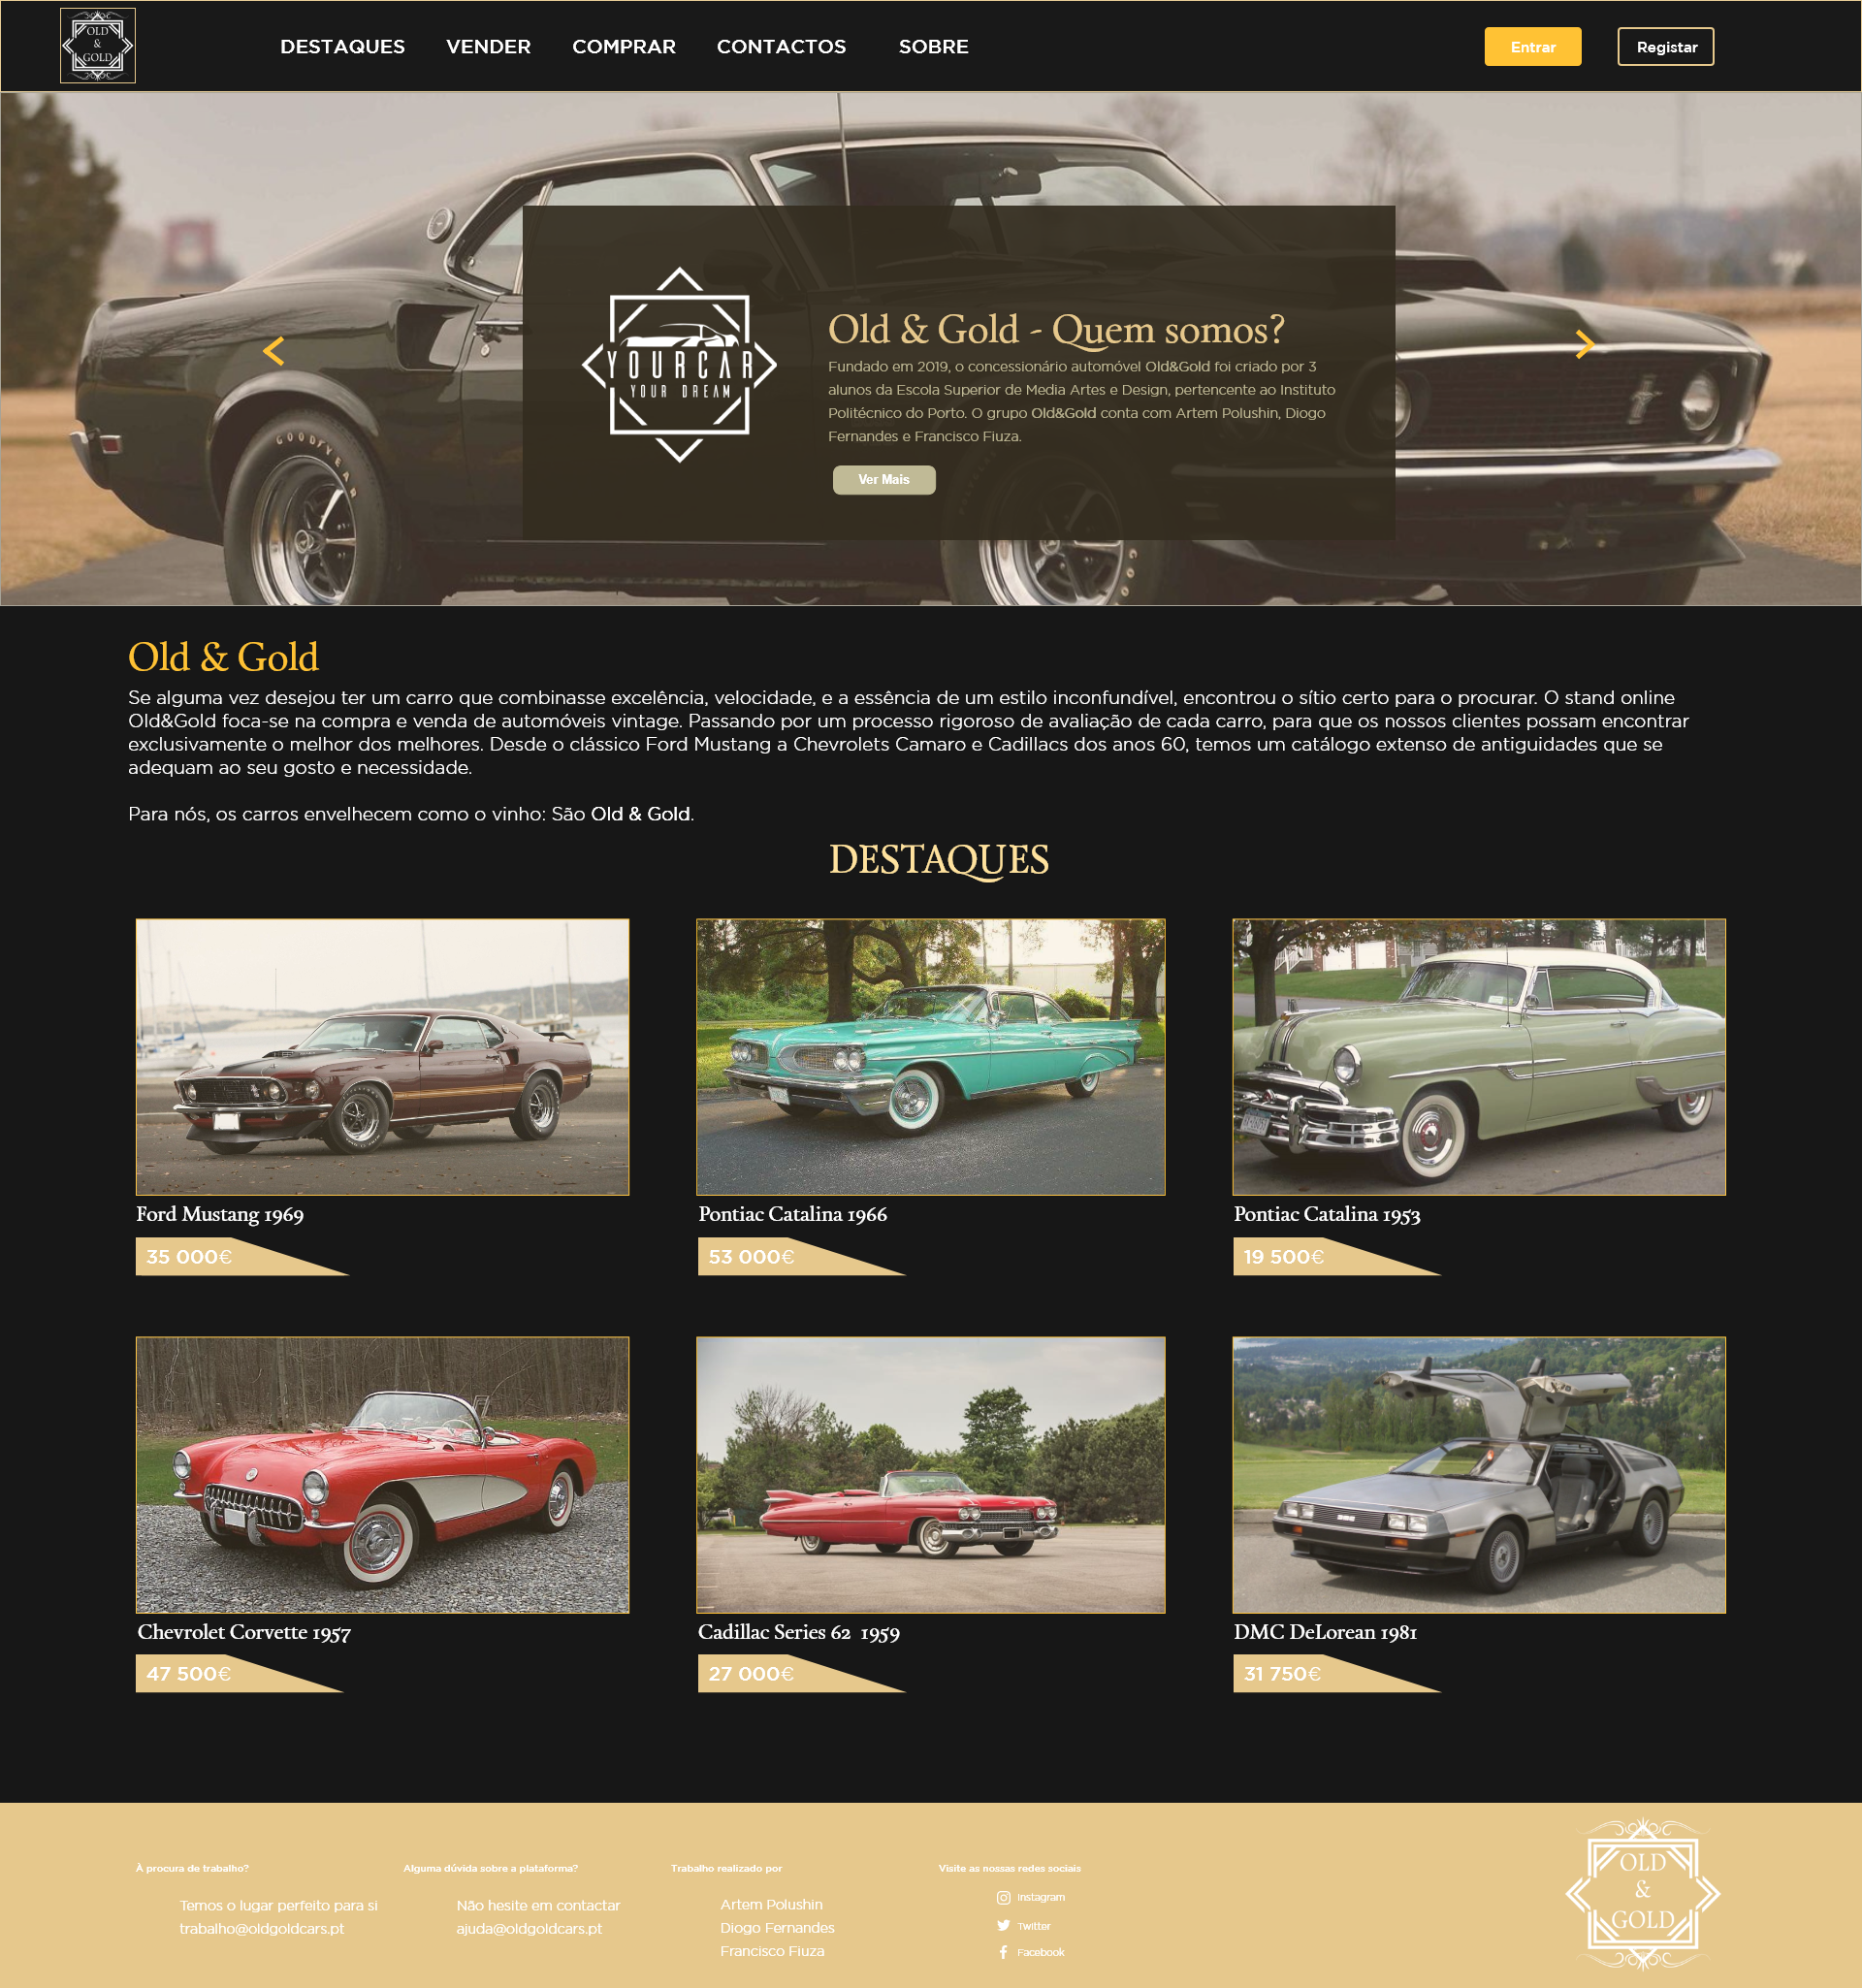 OLD
&
GOLD
DESTAQUES VENDER COMPRAR CONTACTOS SOBRE
Entrar Registar
GOODYEAR
YOURCAR
YOUR DREAM
Old & Gold - Quem somos?
Fundado em 2019, o concessionário automóvel Old&Gold foi criado por 3
alunos da Escola Superior de Media Artes e Design, pertencente ao Instituto
Politécnico do Porto. O grupo Old&Gold conta com Artem Polushin, Diogo
Fernandes e Francisco Fiuza.
Ver Mais
Old & Gold
Se alguma vez desejou ter um carro que combinasse excelência, velocidade, e a essência de um estilo inconfundível, encontrou o sítio certo para o procurar. O stand online
Old&Gold foca-se na compra e venda de automóveis vintage. Passando por um processo rigoroso de avaliação de cada carro, para que os nossos clientes possam encontrar
exclusivamente o melhor dos melhores. Desde o clássico Ford Mustang a Chevrolets Camaro e Cadillacs dos anos 60, temos um catálogo extenso de antiguidades que se
adequam ao seu gosto e necessidade.
Para nós, os carros envelhecem como o vinho: São Old & Gold.
DESTAQUES
Ford Mustang 1969
35 000€
Pontiac Catalina 1966
53 000€
Pontiac Catalina 1953
19 500€
Chevrolet Corvette 1957
47 500€
Cadillac Series 62 1959
27 000€
DMC DeLorean 1981
31 750€
À procura de trabalho?
Temos o lugar perfeito para si
trabalho@oldgoldcars.pt
Alguma dúvida sobre a plataforma?
Não hesite em contactar
ajuda@oldgoldcars.pt
Trabalho realizado por
Artem Polushin
Diogo Fernandes
Francisco Fiuza
Visite as nossas redes sociais
Instagram
Twitter
Facebook
OLD
&
GOLD